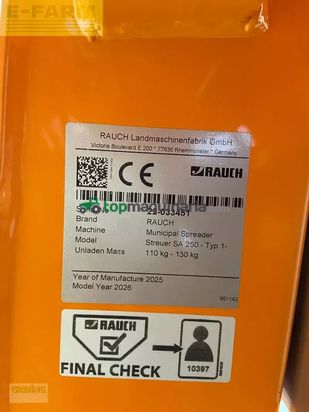 E-FARM
RAUCH Landmaschinenfabrik GmbH
Victoria Boulevard E 200 * 77836 Rheinmünster * Germany
CE RAUCH
topmaquinaria
22-033451
Brand RAUCH
Machine Municipal Spreader
Model Streuer SA 250 - Typ 1-
Unladen Mass 110 kg - 130 kg
Year of Manufacture 2025
Model Year 2026
951143
RAUCH
FINAL CHECK
10397